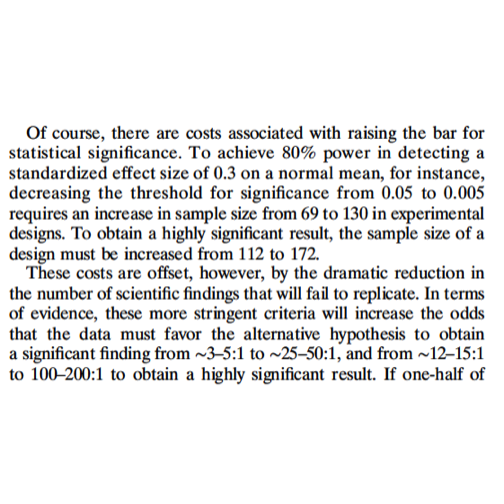 Of course, there are costs associated with raising the bar for
statistical significance. To achieve 80% power in detecting a
standardized effect size of 0.3 on a normal mean, for instance,
decreasing the threshold for significance from 0.05 to 0.005
requires an increase in sample size from 69 to 130 in experimental
designs. To obtain a highly significant result, the sample size of a
design must be increased from 112 to 172.
These costs are offset, however, by the dramatic reduction in
the number of scientific findings that will fail to replicate. In terms
of evidence, these more stringent criteria will increase the odds
that the data must favor the alternative hypothesis to obtain
a significant finding from ~3–5:1 to ~25–50:1, and from ~12–15:1
to 100–200:1 to obtain a highly significant result. If one-half of